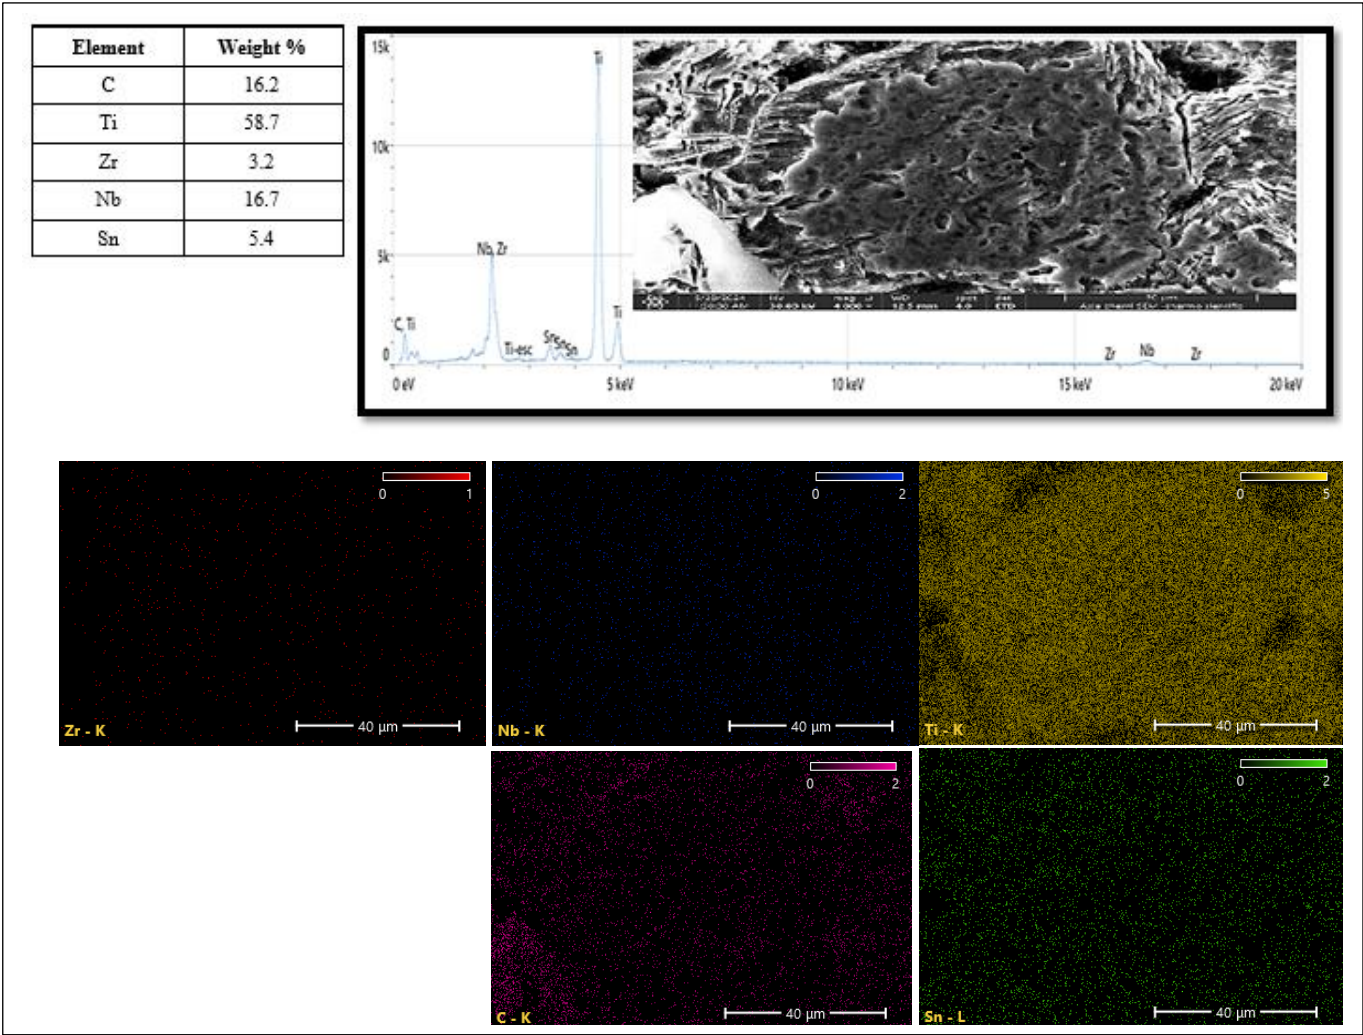 Element Weight %
C 16.2
Ti 58.7
Zr 3.2
Nb 16.7
Sn 5.4
15k
10k
5k
0
C, Ti
Nb, Zr
Ti-esc
Sn
Sn
Sn
Ti
Ti
Zr
Nb
Zr
0 eV
5 keV
10 keV
15 keV
20 keV
0 1
Zr - K
40 µm
0 2
Nb - K
40 µm
0 5
Ti - K
40 µm
0 2
C - K
40 µm
0 2
Sn - L
40 µm